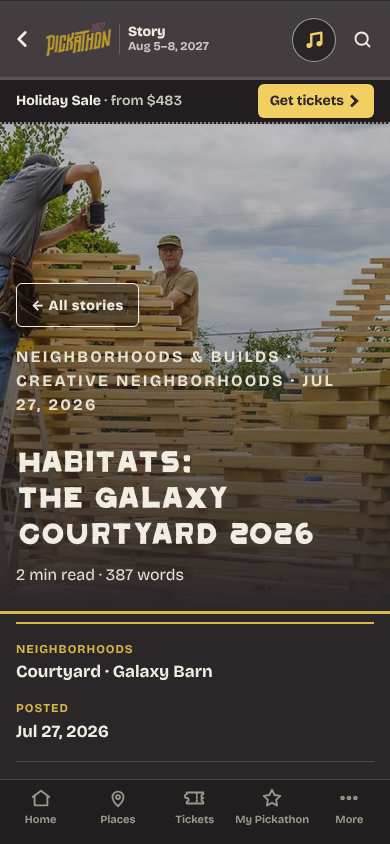 PICKATHON
Story
Aug 5–8, 2027
Holiday Sale · from $483
Get tickets
← All stories
NEIGHBORHOODS & BUILDS ·
CREATIVE NEIGHBORHOODS · JUL
27, 2026
HABITATS:
THE GALAXY
COURTYARD 2026
2 min read · 387 words
NEIGHBORHOODS
Courtyard · Galaxy Barn
POSTED
Jul 27, 2026
Home
Places
Tickets
My Pickathon
More